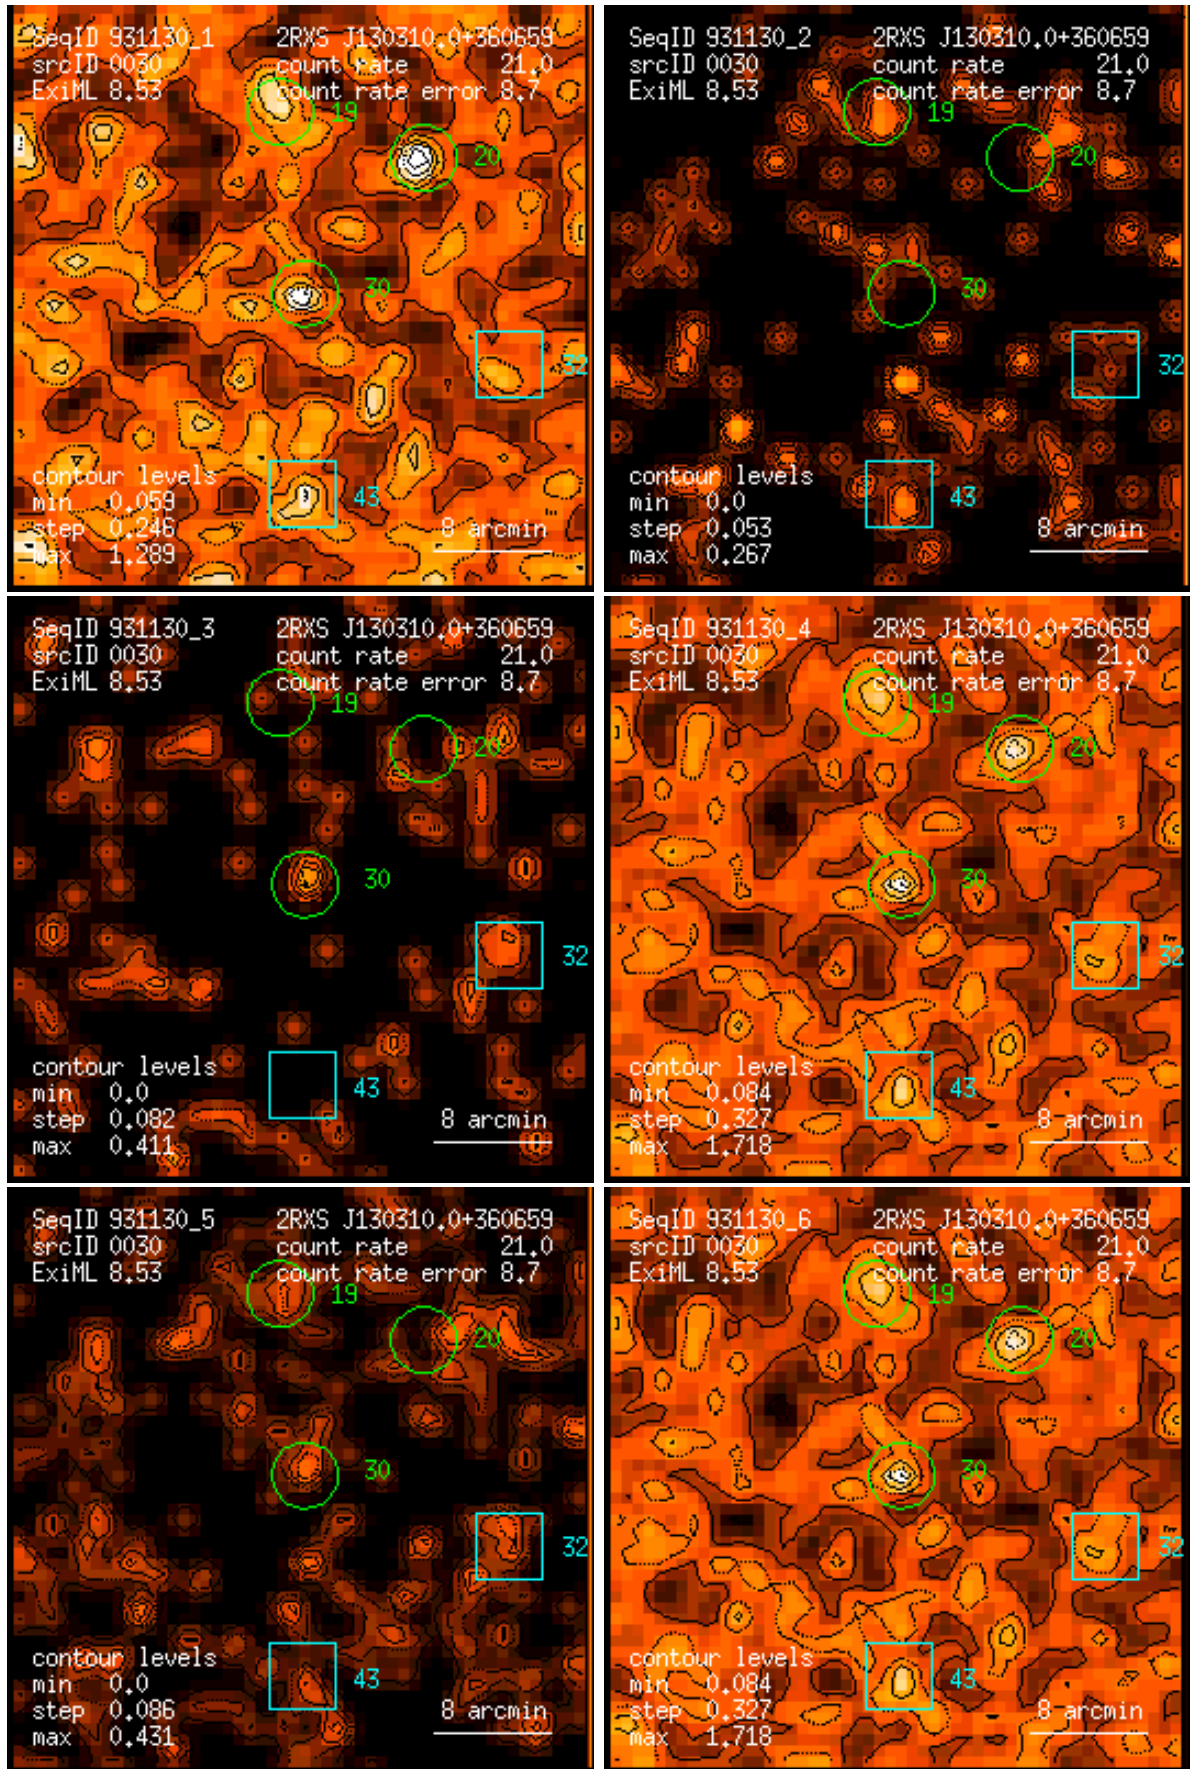 SeqID 931130_1 2RXS J130310.0+360659
srcID 0030 count rate 21.0
ExiML 8.53 count rate error 8.7
19
20
30
32
contour levels
min 0.059
43
step 0.246 8 arcmin
max 1.289
SeqID 931130_2 2RXS J130310.0+360659
srcID 0030 count rate 21.0
ExiML 8.53 count rate error 8.7
19
20
30
32
contour levels
min 0.0
43
step 0.053 8 arcmin
max 0.267
SeqID 931130_3 2RXS J130310.0+360659
srcID 0030 count rate 21.0
ExiML 8.53 count rate error 8.7
19
20
30
32
contour levels
min 0.0
43
step 0.082 8 arcmin
max 0.411
SeqID 931130_4 2RXS J130310.0+360659
srcID 0030 count rate 21.0
ExiML 8.53 count rate error 8.7
19
20
30
32
contour levels
min 0.084
43
step 0.327 8 arcmin
max 1.718
SeqID 931130_5 2RXS J130310.0+360659
srcID 0030 count rate 21.0
ExiML 8.53 count rate error 8.7
19
20
30
32
contour levels
min 0.0
43
step 0.086 8 arcmin
max 0.431
SeqID 931130_6 2RXS J130310.0+360659
srcID 0030 count rate 21.0
ExiML 8.53 count rate error 8.7
19
20
30
32
contour levels
min 0.084
43
step 0.327 8 arcmin
max 1.718